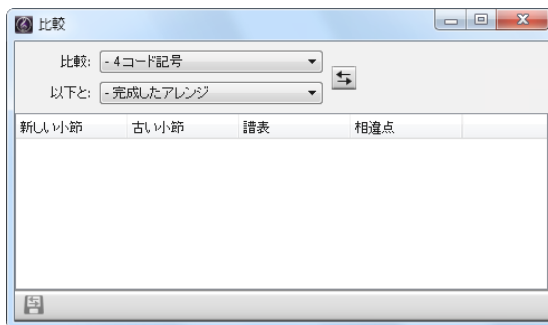 比較
比較: - 4コード記号
以下と: - 完成したアレンジ
新しい小節 古い小節 譜表 相違点